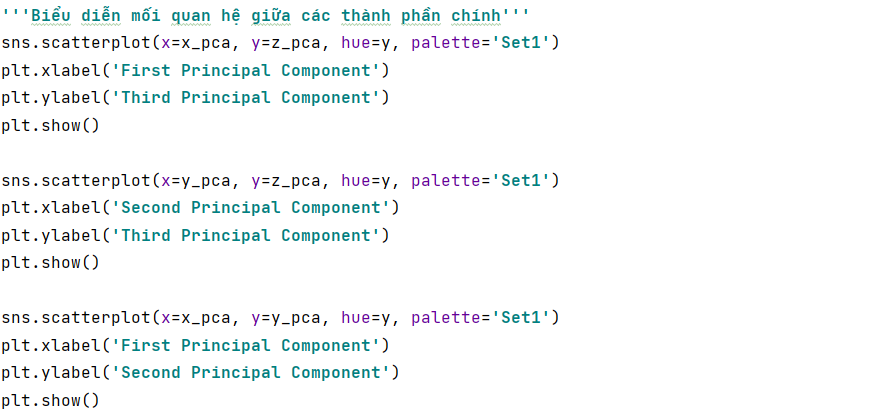 '''Biểu diễn mối quan hệ giữa các thành phần chính'''
sns.scatterplot(x=x_pca, y=z_pca, hue=y, palette='Set1')
plt.xlabel('First Principal Component')
plt.ylabel('Third Principal Component')
plt.show()
sns.scatterplot(x=y_pca, y=z_pca, hue=y, palette='Set1')
plt.xlabel('Second Principal Component')
plt.ylabel('Third Principal Component')
plt.show()
sns.scatterplot(x=x_pca, y=y_pca, hue=y, palette='Set1')
plt.xlabel('First Principal Component')
plt.ylabel('Second Principal Component')
plt.show()